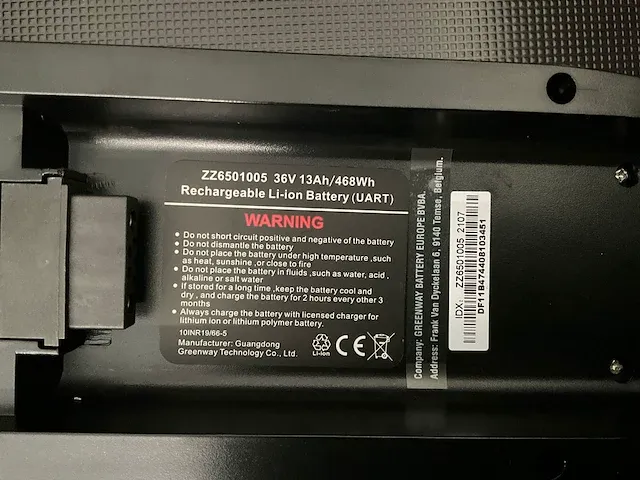 ZZ6501005 36V 13Ah/468Wh
Rechargeable Li-ion Battery (UART)
WARNING
• Do not short circuit positive and negative of the battery
• Do not dismantle the battery
• Do not place the battery under high temperature ,such
as heat, sunshine ,or close to fire
• Do not place the battery in fluids ,such as water, acid ,
alkaline or salt water
• If stored for a long time ,keep the battery cool and
dry , and charge the battery for 2 hours every other 3
months
• Always charge the battery with licensed charger for
lithium ion or lithium polymer battery.
10INR19/66-5
Manufacturer: Guangdong
Greenway Technology Co., Ltd.
Li-ion
CE
Company: GREENWAY BATTERY EUROPE BVBA.
Address: Frank Van Dyckelaan 6, 9140 Temse, Belgium.
IDX: ZZ6501005 2107
DF11B474408103451